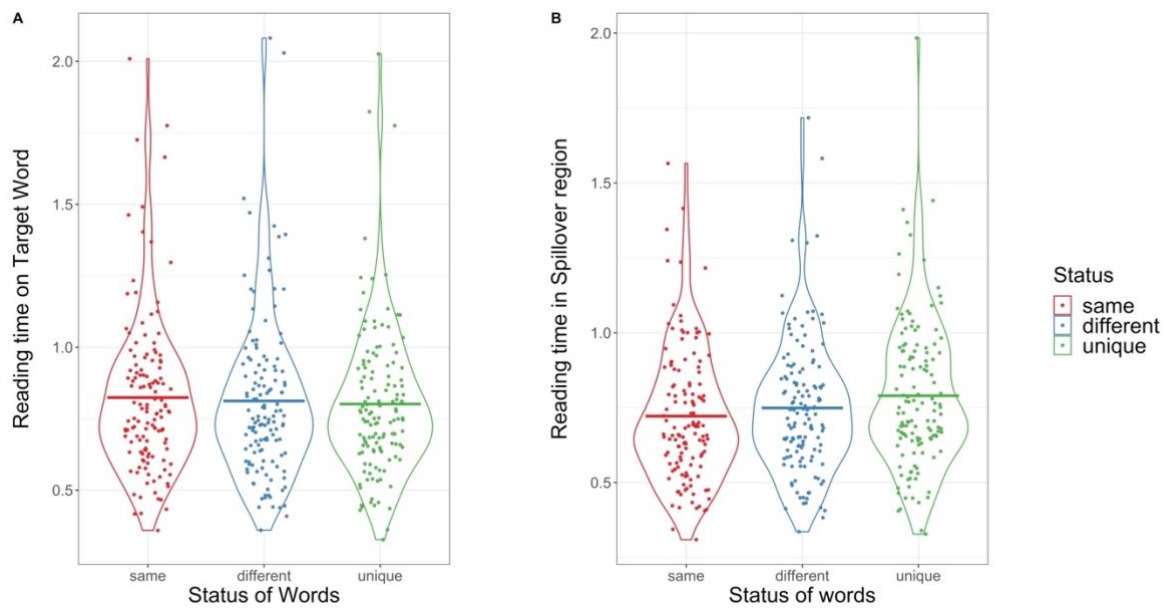 A
Reading time on Target Word
2.0
1.5
1.0
0.5
same different unique
Status of Words
B
Reading time in Spillover region
2.0
1.5
1.0
0.5
same different unique
Status of words
Status
same
different
unique